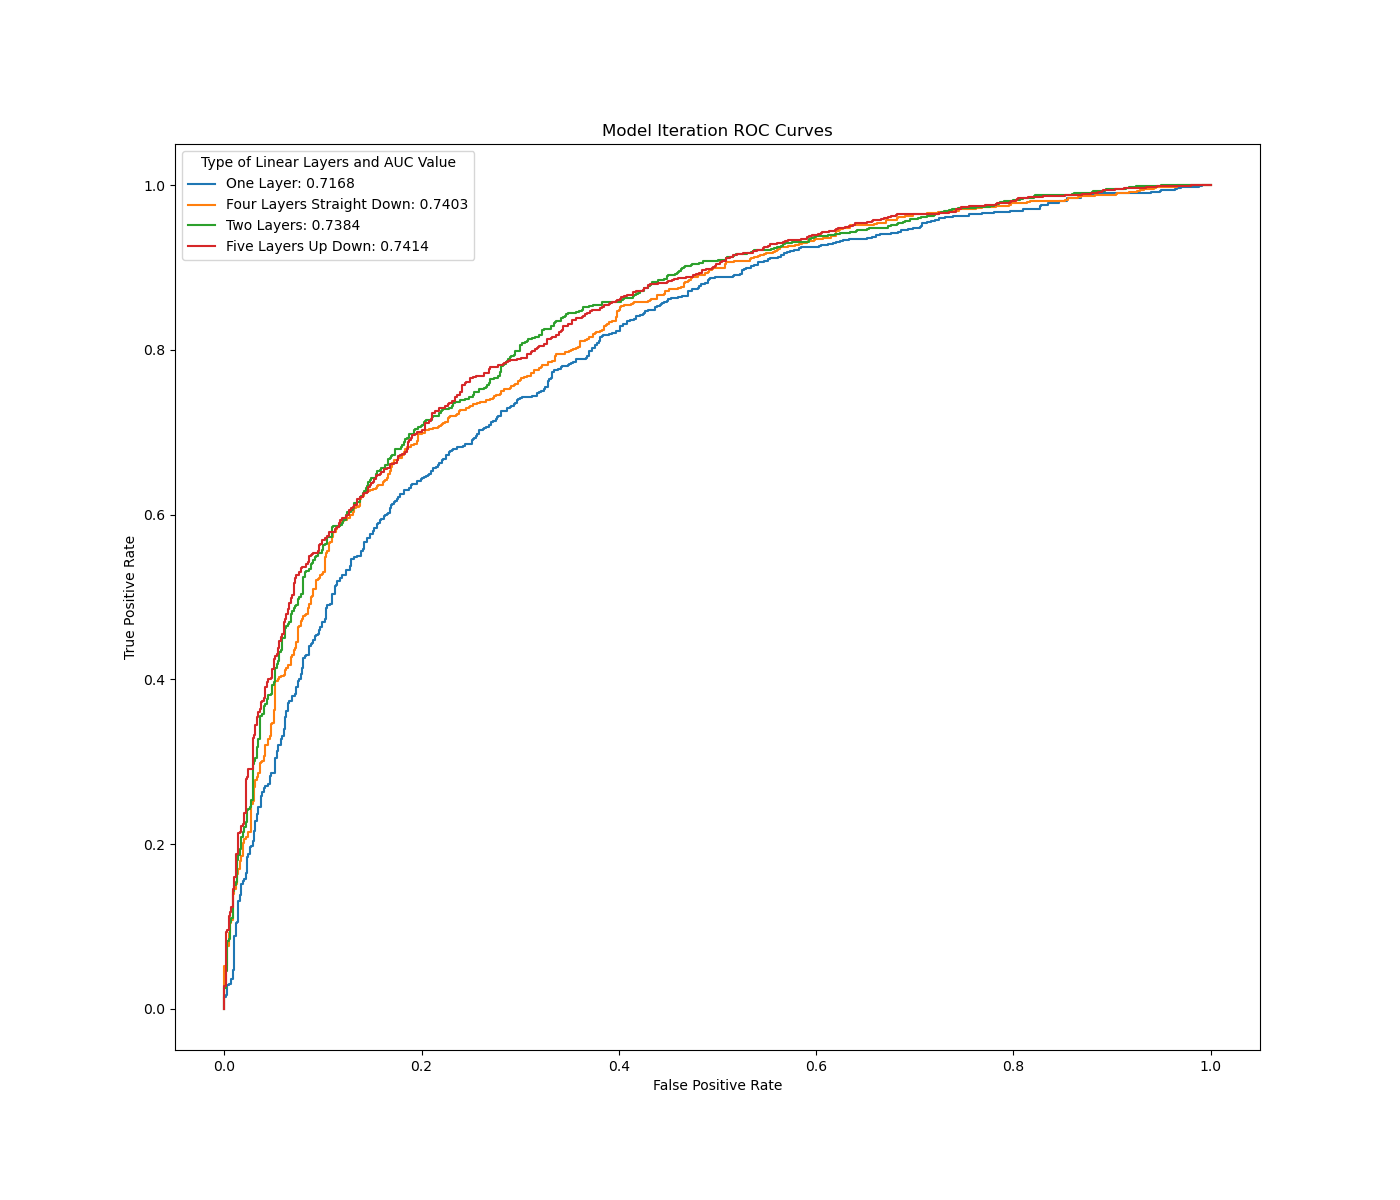 Model Iteration ROC Curves
Type of Linear Layers and AUC Value
One Layer: 0.7168
Four Layers Straight Down: 0.7403
Two Layers: 0.7384
Five Layers Up Down: 0.7414
True Positive Rate
1.0
0.8
0.6
0.4
0.2
0.0
0.0 0.2 0.4 0.6 0.8 1.0
False Positive Rate